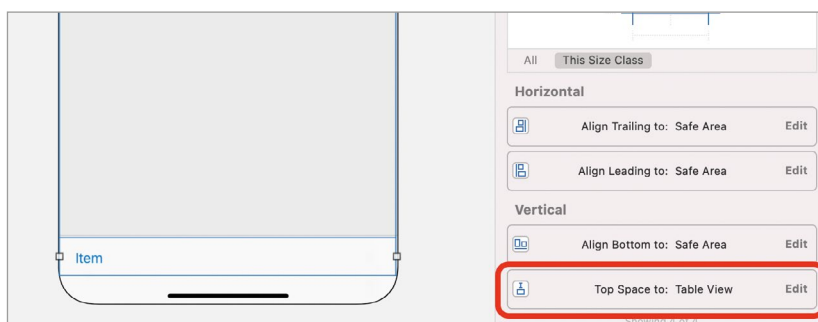 All This Size Class
Horizontal
Align Trailing to: Safe Area Edit
Align Leading to: Safe Area Edit
Vertical
Item
Align Bottom to: Safe Area Edit
Top Space to: Table View Edit